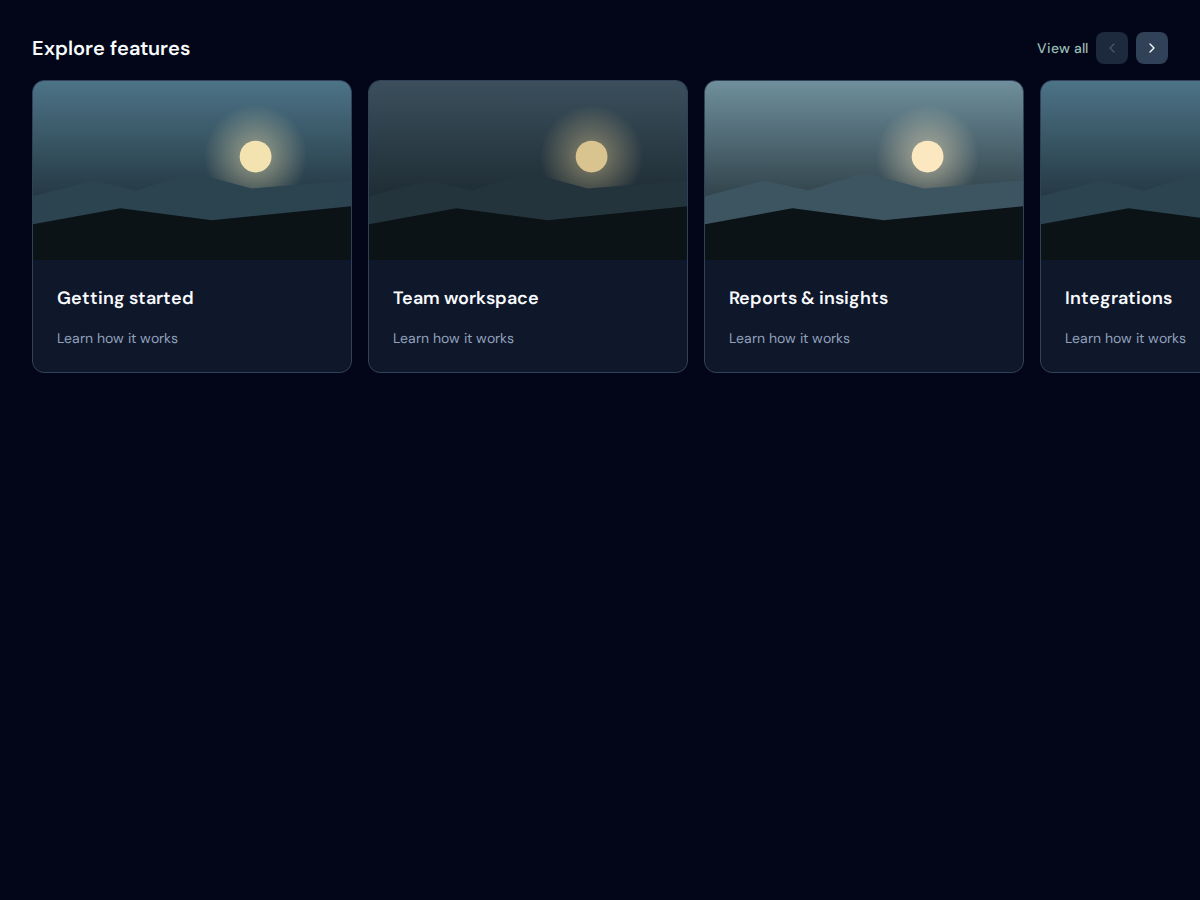 Explore features
View all
Getting started
Learn how it works
Team workspace
Learn how it works
Reports & insights
Learn how it works
Integrations
Learn how it works